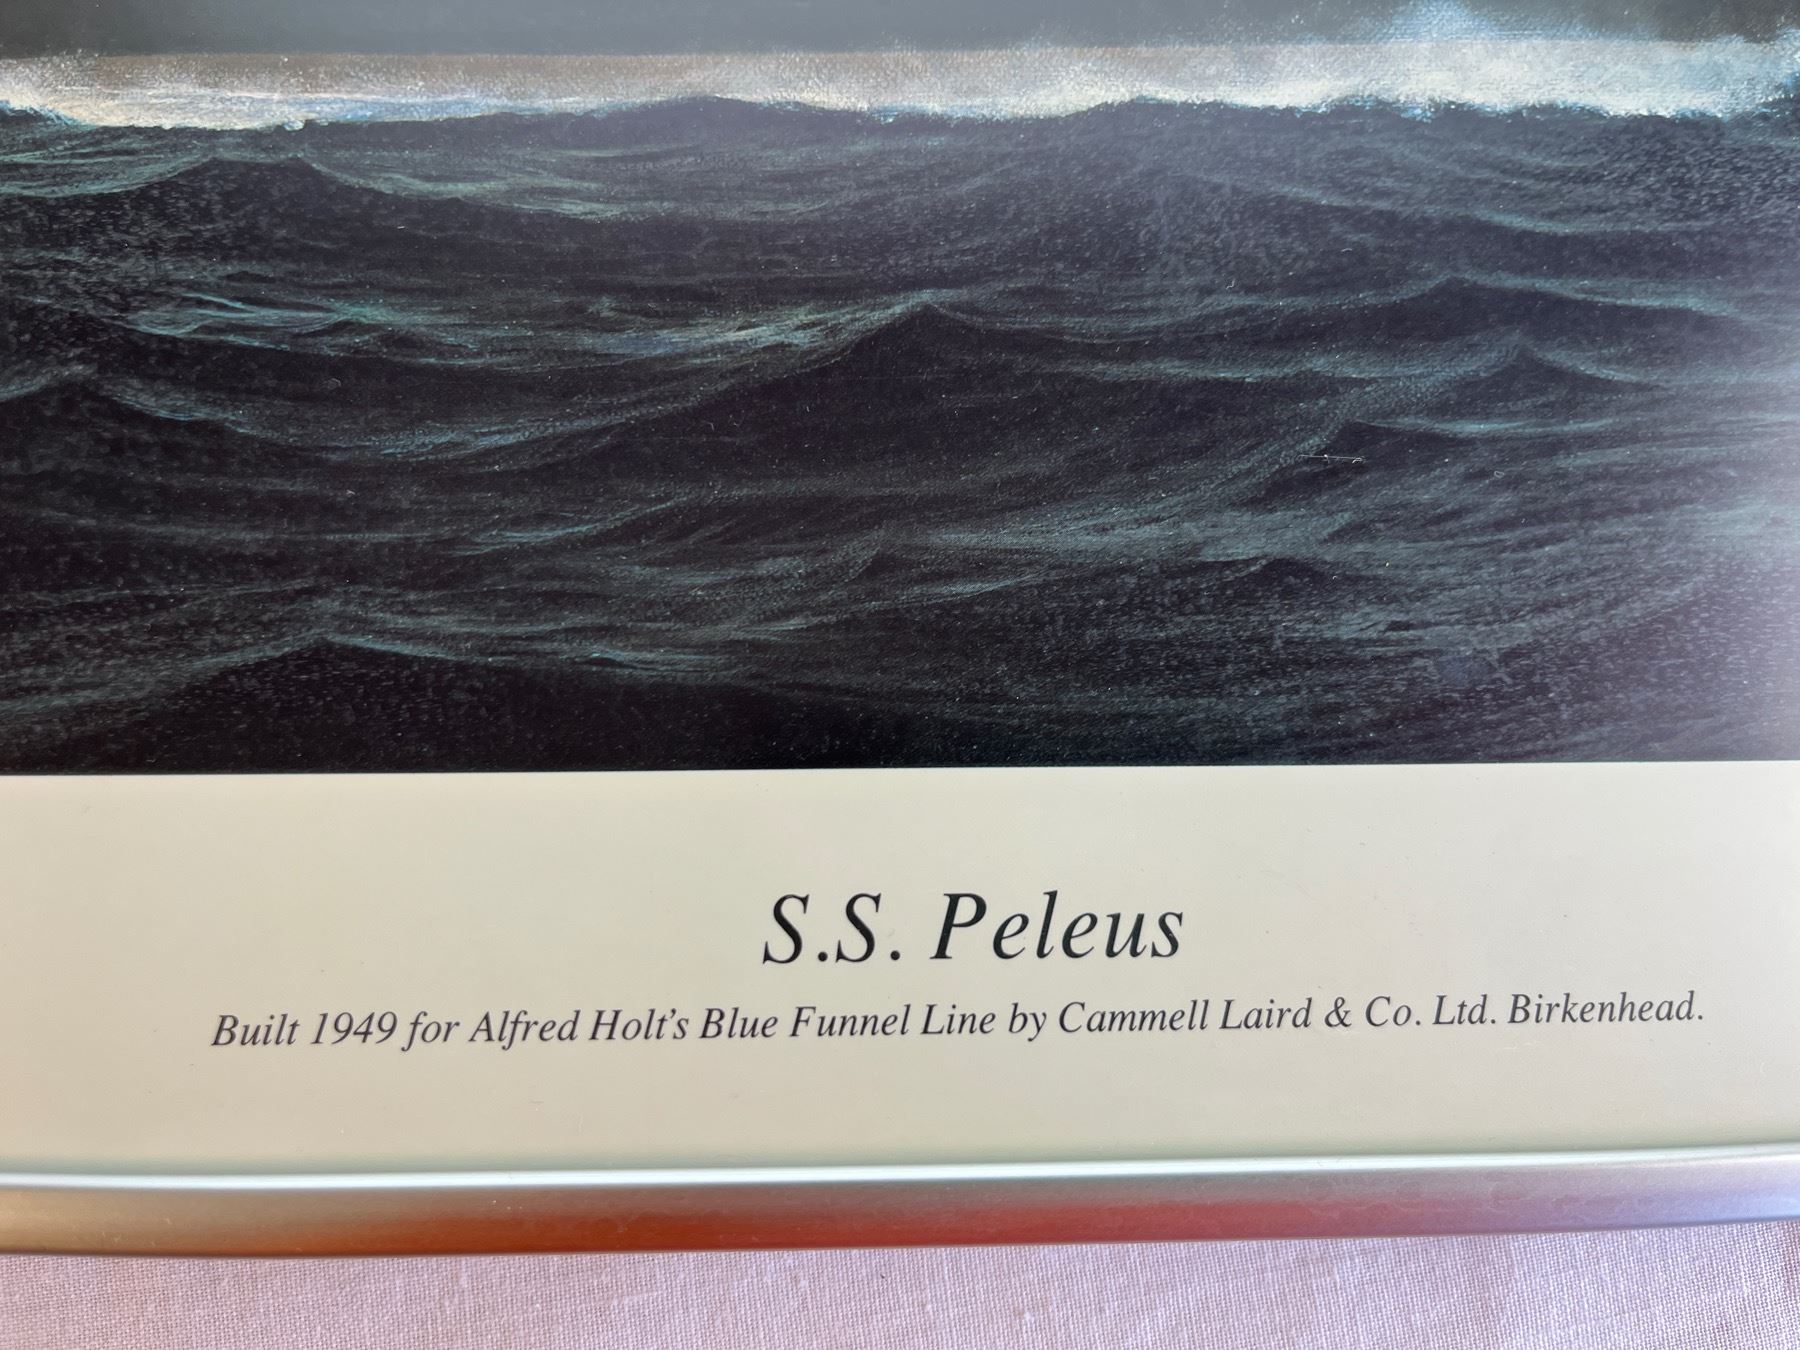 S.S. Peleus
Built 1949 for Alfred Holt's Blue Funnel Line by Cammell Laird & Co. Ltd. Birkenhead.